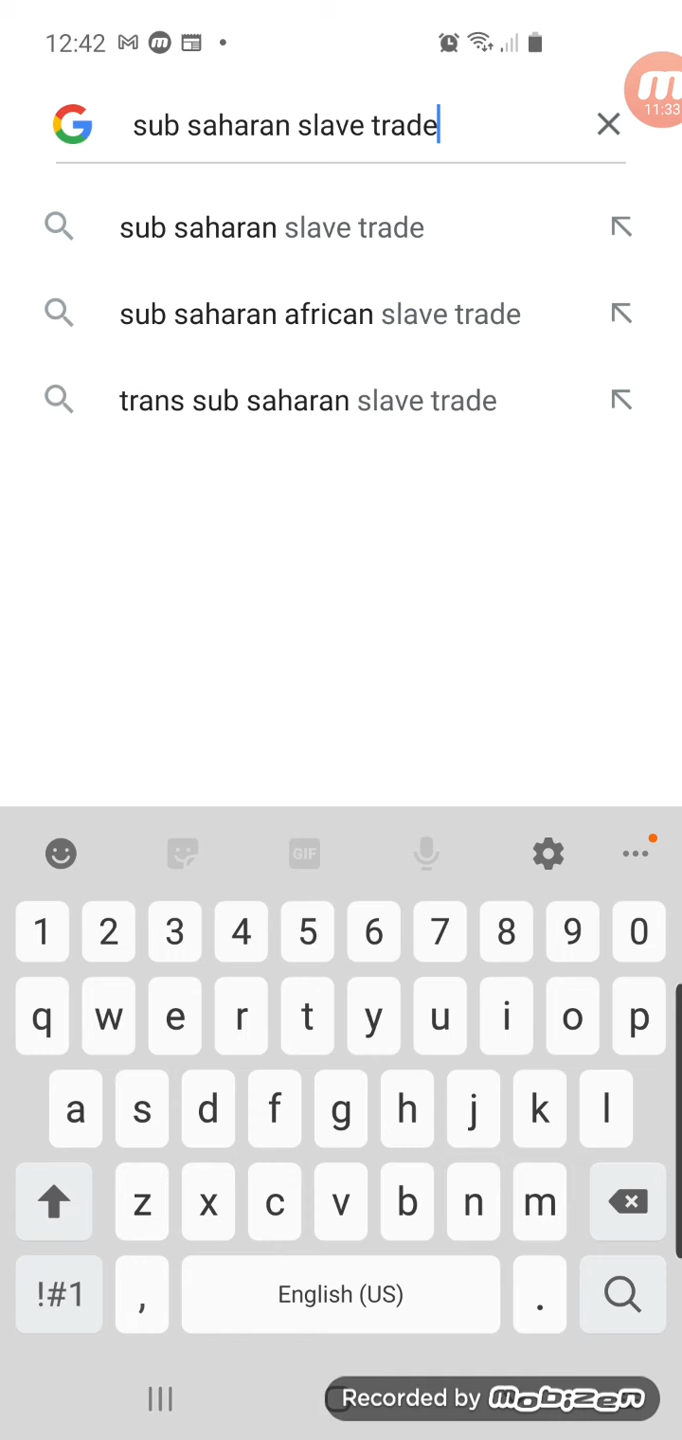 12:42
11:33
sub saharan slave trade
sub saharan slave trade
sub saharan african slave trade
trans sub saharan slave trade
GIF
1 2 3 4 5 6 7 8 9 0
q w e r t y u i o p
a s d f g h j k l
z x c v b n m
!#1 , English (US) .
Recorded by mobizen